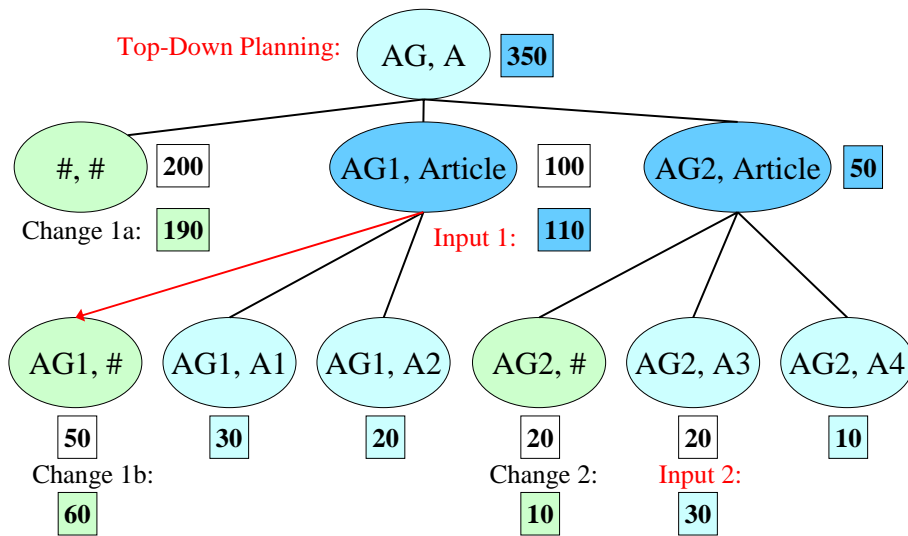 Top-Down Planning:
AG, A
350
#, #
200
AG1, Article
100
AG2, Article
50
Change 1a:
190
Input 1:
110
AG1, #
AG1, A1
AG1, A2
AG2, #
AG2, A3
AG2, A4
50
30
20
20
20
10
Change 1b:
Change 2:
Input 2:
60
10
30